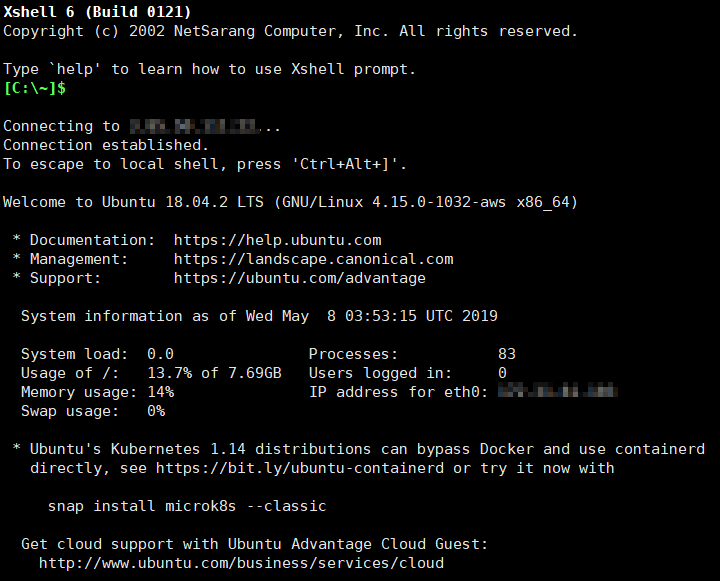 Xshell 6 (Build 0121)
Copyright (c) 2002 NetSarang Computer, Inc. All rights reserved.
Type `help' to learn how to use Xshell prompt.
[C:\~]$
Connecting to ...
Connection established.
To escape to local shell, press 'Ctrl+Alt+]'.
Welcome to Ubuntu 18.04.2 LTS (GNU/Linux 4.15.0-1032-aws x86_64)
* Documentation:  https://help.ubuntu.com
* Management:     https://landscape.canonical.com
* Support:        https://ubuntu.com/advantage
System information as of Wed May  8 03:53:15 UTC 2019
System load:  0.0               Processes:           83
Usage of /:   13.7% of 7.69GB   Users logged in:     0
Memory usage: 14%               IP address for eth0:
Swap usage:   0%
* Ubuntu's Kubernetes 1.14 distributions can bypass Docker and use containerd
directly, see https://bit.ly/ubuntu-containerd or try it now with
snap install microk8s --classic
Get cloud support with Ubuntu Advantage Cloud Guest:
http://www.ubuntu.com/business/services/cloud